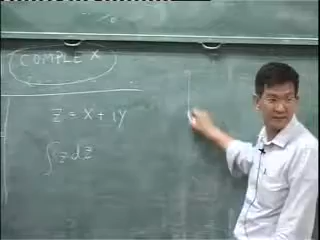 COMPLEX
z = x + iy
∫ z dz